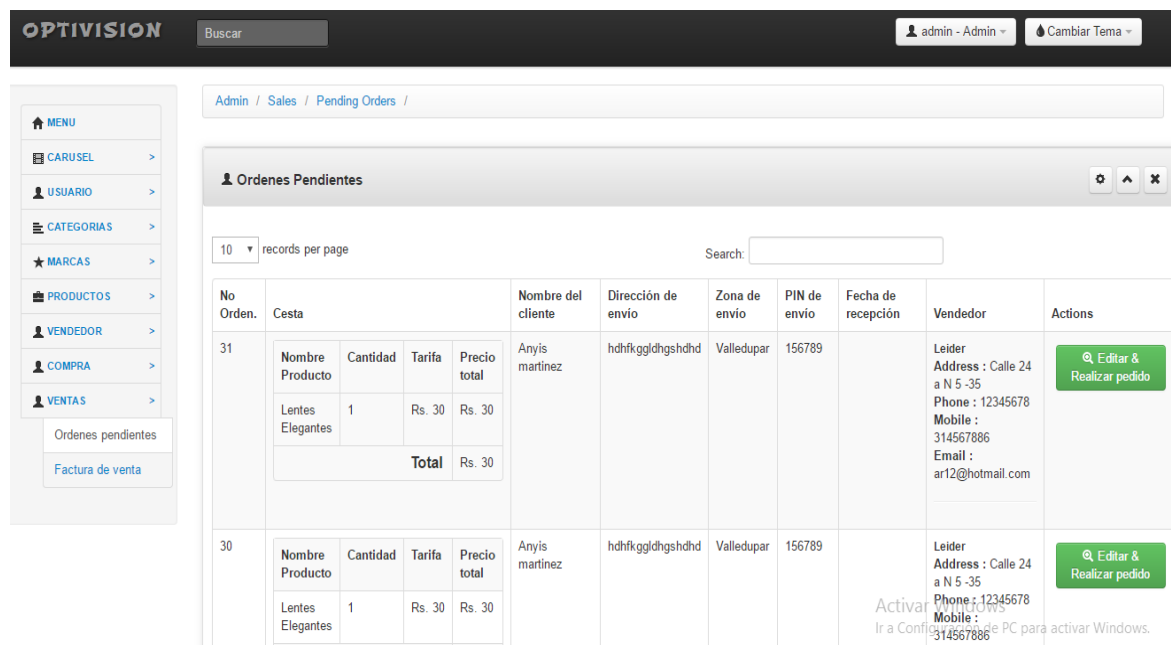 OPTIVISION
Buscar
admin - Admin
Cambiar Tema
MENU
CARUSEL >
USUARIO >
CATEGORIAS >
MARCAS >
PRODUCTOS >
VENDEDOR >
COMPRA >
VENTAS >
Ordenes pendientes
Factura de venta
Admin / Sales / Pending Orders /
Ordenes Pendientes
10 records per page
Search:
No Orden.
Cesta
Nombre del cliente
Dirección de envío
Zona de envío
PIN de envío
Fecha de recepción
Vendedor
Actions
31
Nombre Producto
Cantidad
Tarifa
Precio total
Lentes Elegantes
1
Rs. 30
Rs. 30
Total
Rs. 30
Anyis martinez
hdhfkggldhgshdhd
Valledupar
156789
Leider
Address : Calle 24
a N 5 -35
Phone : 12345678
Mobile :
314567886
Email :
ar12@hotmail.com
Editar &
Realizar pedido
30
Nombre Producto
Cantidad
Tarifa
Precio total
Lentes Elegantes
1
Rs. 30
Rs. 30
Anyis martinez
hdhfkggldhgshdhd
Valledupar
156789
Leider
Address : Calle 24
a N 5 -35
Phone : 12345678
Mobile :
314567886
Editar &
Realizar pedido
Activar Windows
Ir a Configuración de PC para activar Windows.